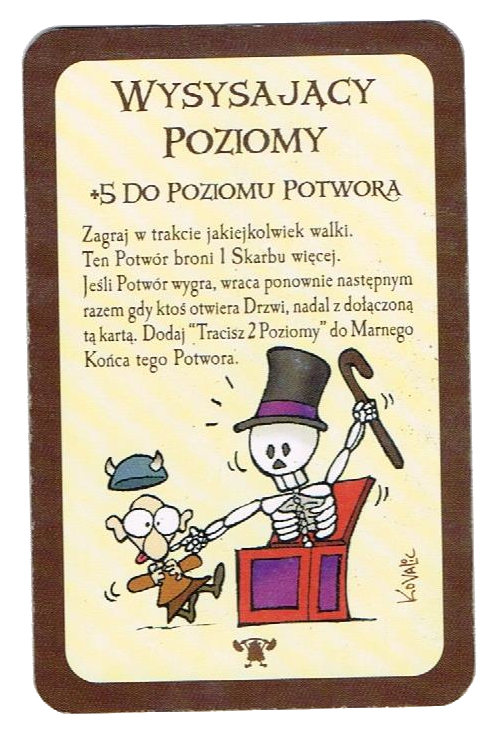 Wysysający
Poziomy
+5 Do Poziomu Potwora
Zagraj w trakcie jakiejkolwiek walki.
Ten Potwór broni 1 Skarbu więcej.
Jeśli Potwór wygra, wraca ponownie następnym
razem gdy ktoś otwiera Drzwi, nadal z dołączoną
tą kartą. Dodaj "Tracisz 2 Poziomy" do Marnego
Końca tego Potwora.
Kovalic